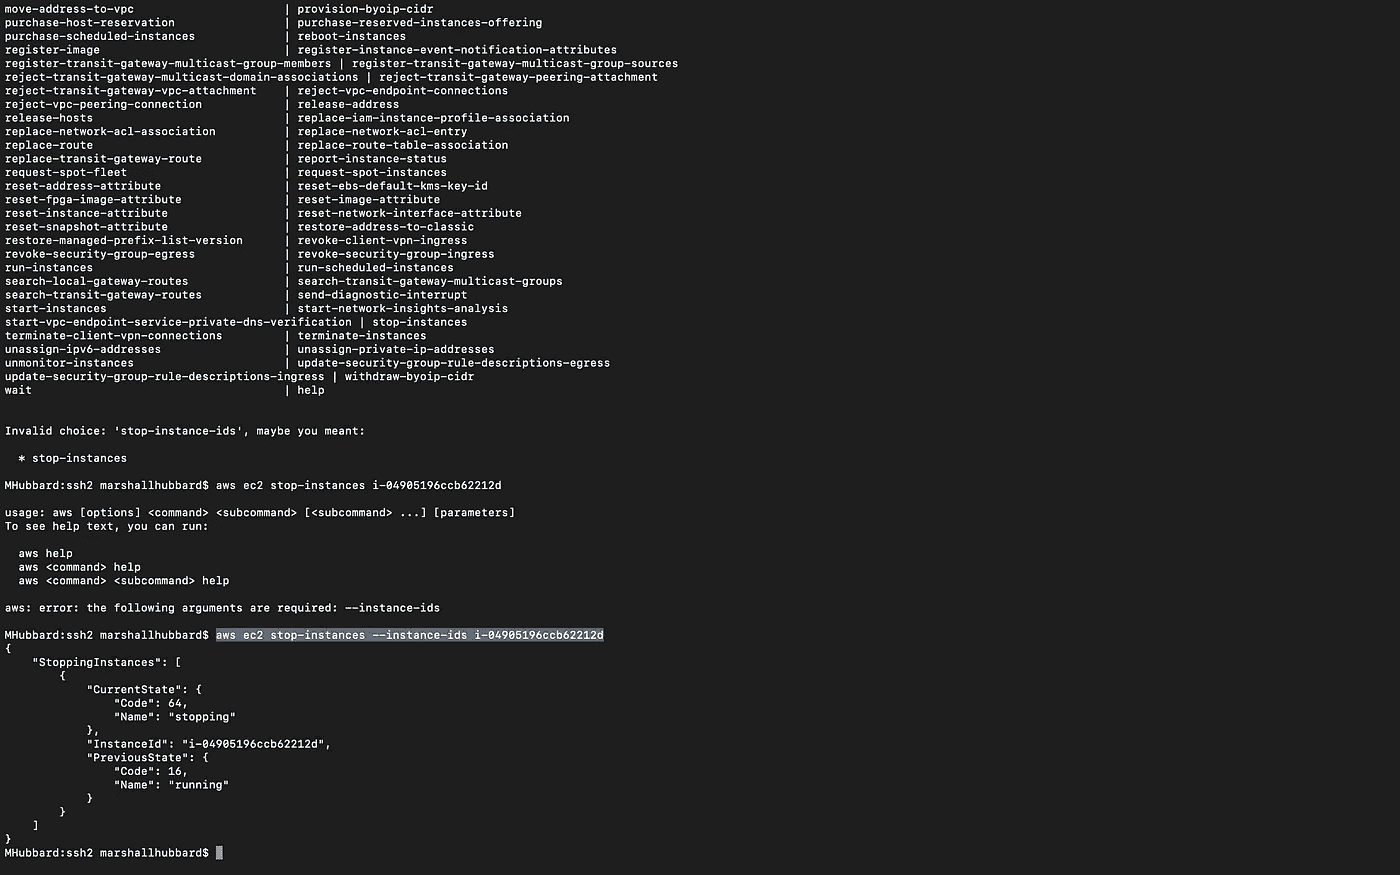 move-address-to-vpc | provision-byoip-cidr
purchase-host-reservation | purchase-reserved-instances-offering
purchase-scheduled-instances | reboot-instances
register-image | register-instance-event-notification-attributes
register-transit-gateway-multicast-group-members | register-transit-gateway-multicast-group-sources
reject-transit-gateway-multicast-domain-associations | reject-transit-gateway-peering-attachment
reject-transit-gateway-vpc-attachment | reject-vpc-endpoint-connections
reject-vpc-peering-connection | release-address
release-hosts | replace-iam-instance-profile-association
replace-network-acl-association | replace-network-acl-entry
replace-route | replace-route-table-association
replace-transit-gateway-route | report-instance-status
request-spot-fleet | request-spot-instances
reset-address-attribute | reset-ebs-default-kms-key-id
reset-fpga-image-attribute | reset-image-attribute
reset-instance-attribute | reset-network-interface-attribute
reset-snapshot-attribute | restore-address-to-classic
restore-managed-prefix-list-version | revoke-client-vpn-ingress
revoke-security-group-egress | revoke-security-group-ingress
run-instances | run-scheduled-instances
search-local-gateway-routes | search-transit-gateway-multicast-groups
search-transit-gateway-routes | send-diagnostic-interrupt
start-instances | start-network-insights-analysis
start-vpc-endpoint-service-private-dns-verification | stop-instances
terminate-client-vpn-connections | terminate-instances
unassign-ipv6-addresses | unassign-private-ip-addresses
unmonitor-instances | update-security-group-rule-descriptions-egress
update-security-group-rule-descriptions-ingress | withdraw-byoip-cidr
wait | help
Invalid choice: 'stop-instance-ids', maybe you meant:
* stop-instances
MHubbard:ssh2 marshallhubbard$ aws ec2 stop-instances i-04905196ccb62212d
usage: aws [options] <command> <subcommand> [<subcommand> ...] [parameters]
To see help text, you can run:
aws help
aws <command> help
aws <command> <subcommand> help
aws: error: the following arguments are required: --instance-ids
MHubbard:ssh2 marshallhubbard$ aws ec2 stop-instances --instance-ids i-04905196ccb62212d
{
"StoppingInstances": [
{
"CurrentState": {
"Code": 64,
"Name": "stopping"
},
"InstanceId": "i-04905196ccb62212d",
"PreviousState": {
"Code": 16,
"Name": "running"
}
}
]
}
MHubbard:ssh2 marshallhubbard$